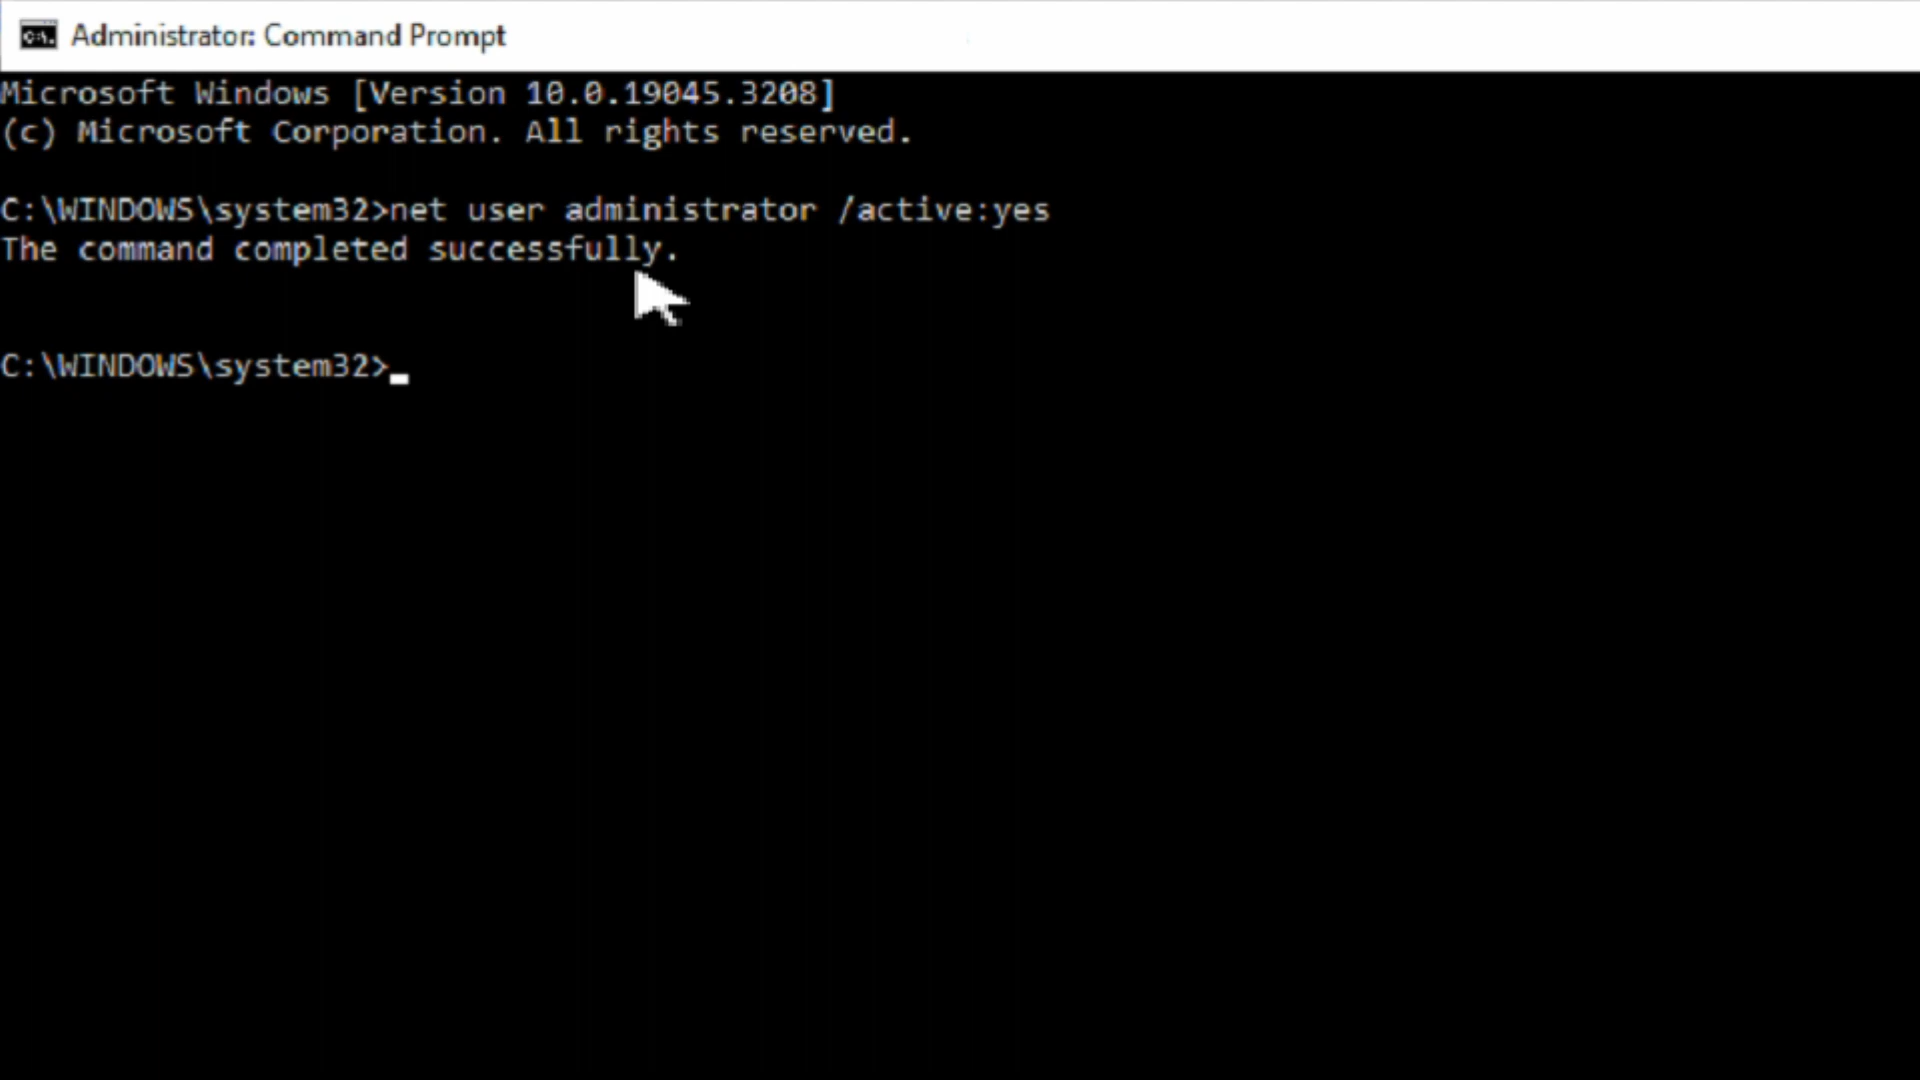 Administrator: Command Prompt
Microsoft Windows [Version 10.0.19045.3208]
(c) Microsoft Corporation. All rights reserved.
C:\WINDOWS\system32>net user administrator /active:yes
The command completed successfully.
C:\WINDOWS\system32>